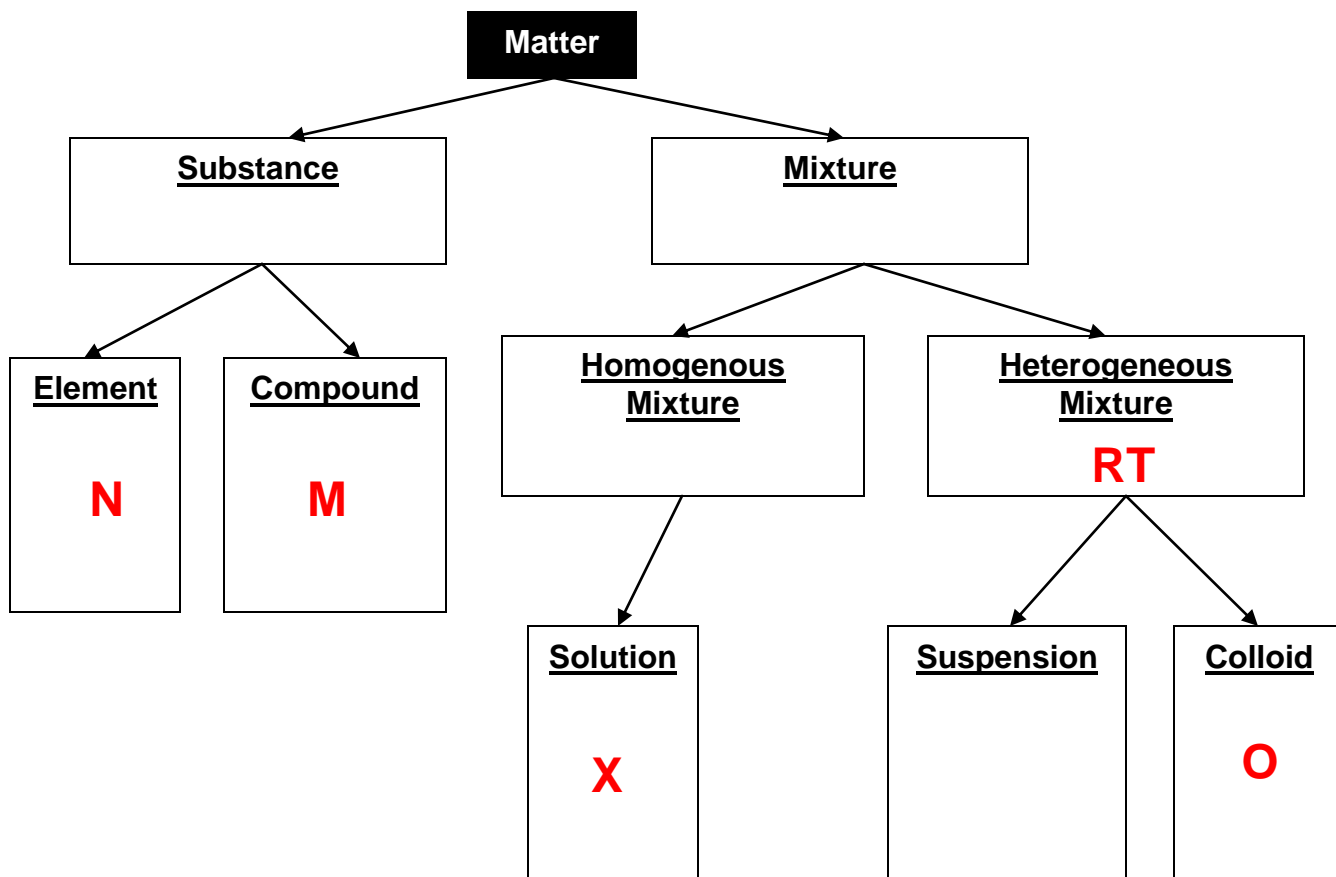 Matter
Substance
Mixture
Element
N
Compound
M
Homogenous
Mixture
Heterogeneous
Mixture
RT
Solution
X
Suspension
Colloid
O